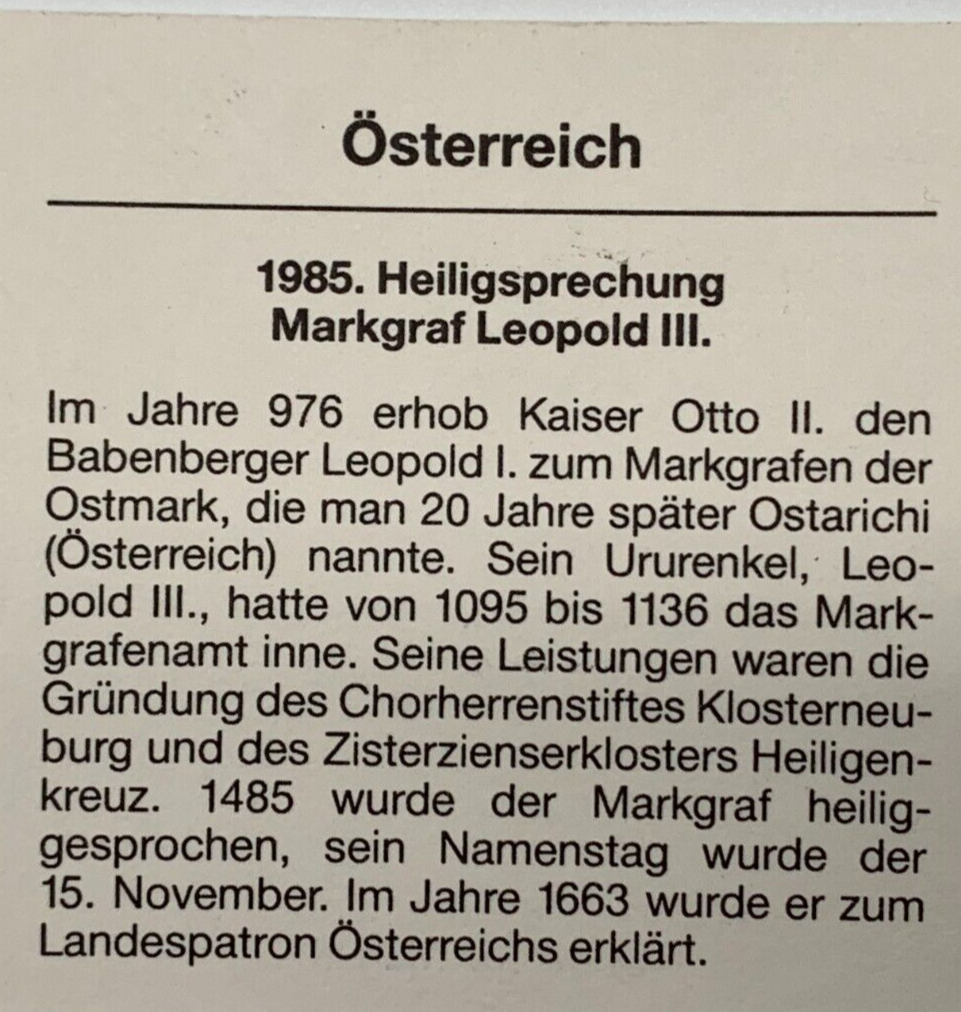 Österreich
1985. Heiligsprechung
Markgraf Leopold III.
Im Jahre 976 erhob Kaiser Otto II. den
Babenberger Leopold I. zum Markgrafen der
Ostmark, die man 20 Jahre später Ostarichi
(Österreich) nannte. Sein Ururenkel, Leo-
pold III., hatte von 1095 bis 1136 das Mark-
grafenamt inne. Seine Leistungen waren die
Gründung des Chorherrenstiftes Klosterneu-
burg und des Zisterzienserklosters Heiligen-
kreuz. 1485 wurde der Markgraf heilig-
gesprochen, sein Namenstag wurde der
15. November. Im Jahre 1663 wurde er zum
Landespatron Österreichs erklärt.